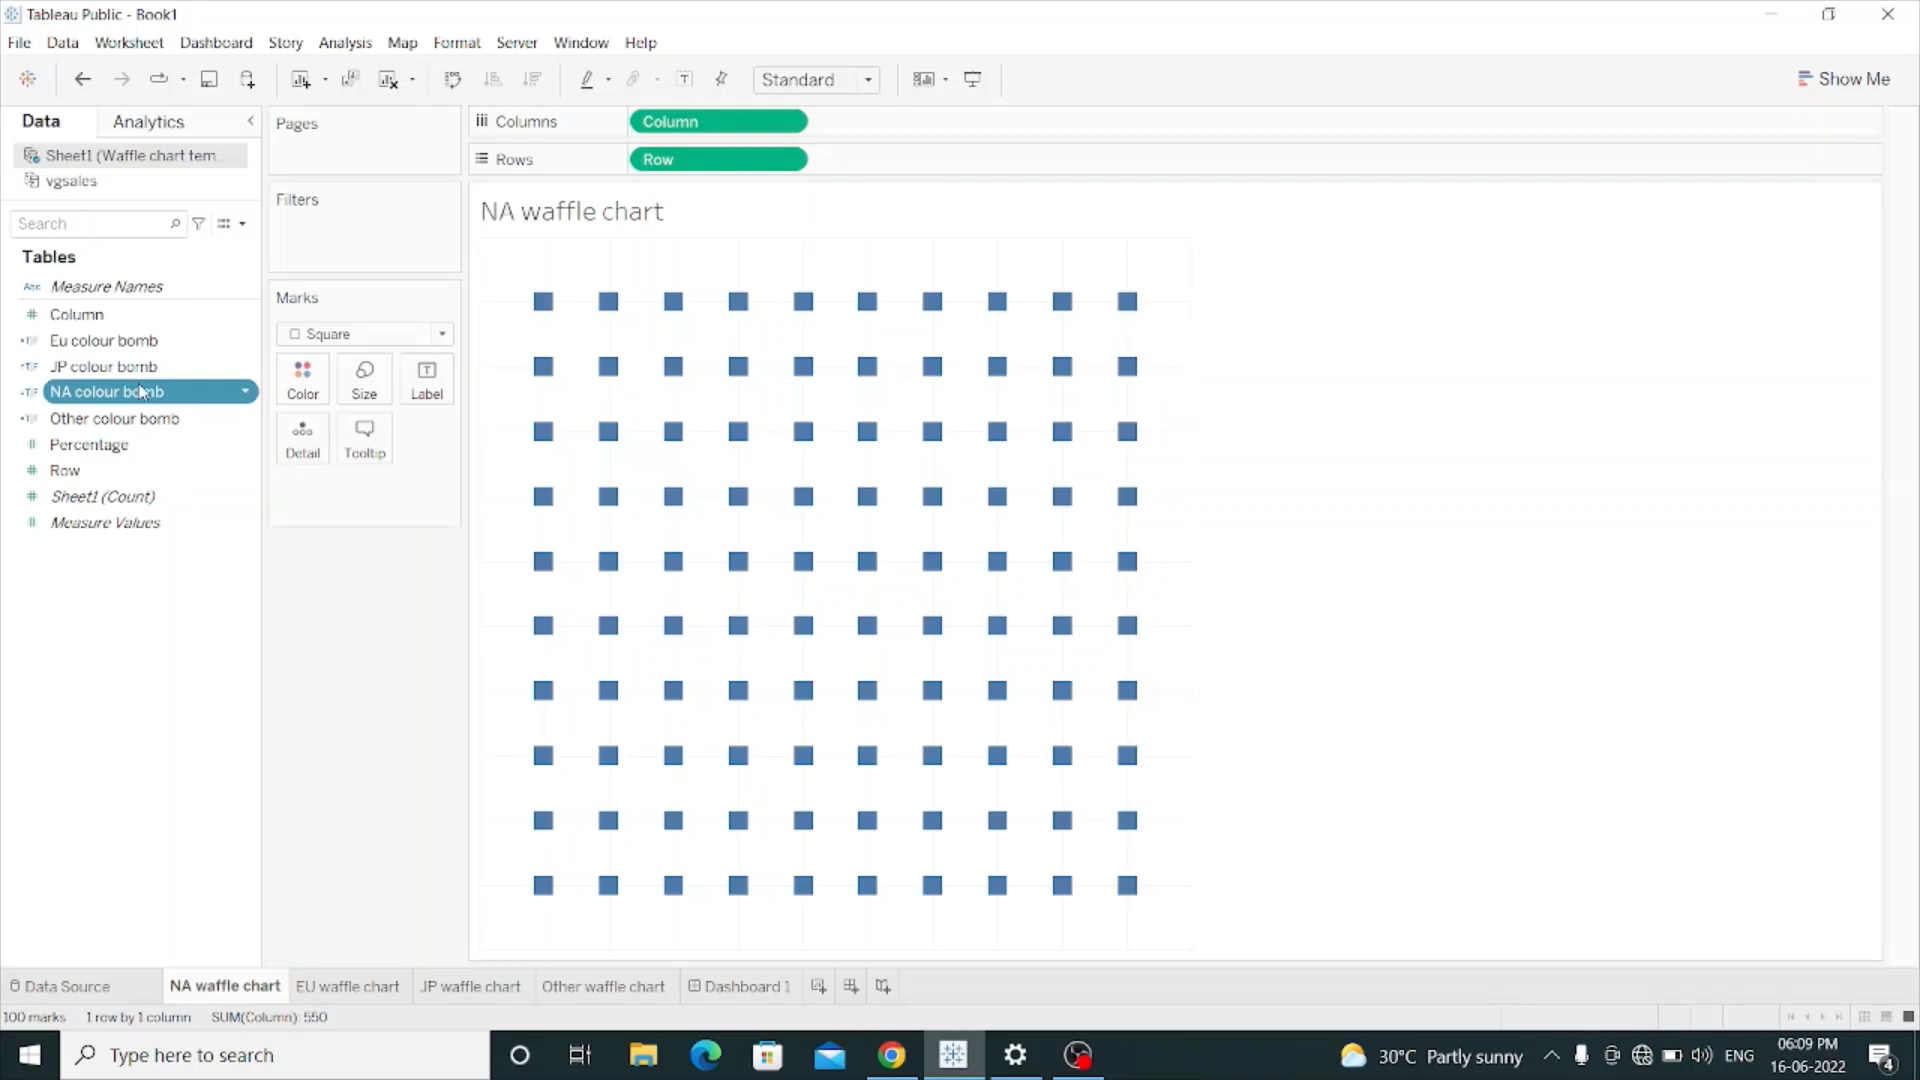 Tableau Public - Book1
File Data Worksheet Dashboard Story Analysis Map Format Server Window Help
Standard
Show Me
Data Analytics
Sheet1 (Waffle chart tem...
vgsales
Search
Tables
Abc Measure Names
Column
Eu colour bomb
JP colour bomb
NA colour bomb
Other colour bomb
Percentage
Row
Sheet1 (Count)
Measure Values
Pages
Filters
Marks
Square
Color Size Label
Detail Tooltip
Columns Column
Rows Row
NA waffle chart
Data Source NA waffle chart EU waffle chart JP waffle chart Other waffle chart Dashboard 1
100 marks 1 row by 1 column SUM(Column): 550
Type here to search
30°C Partly sunny
ENG
06:09 PM
16-06-2022
4